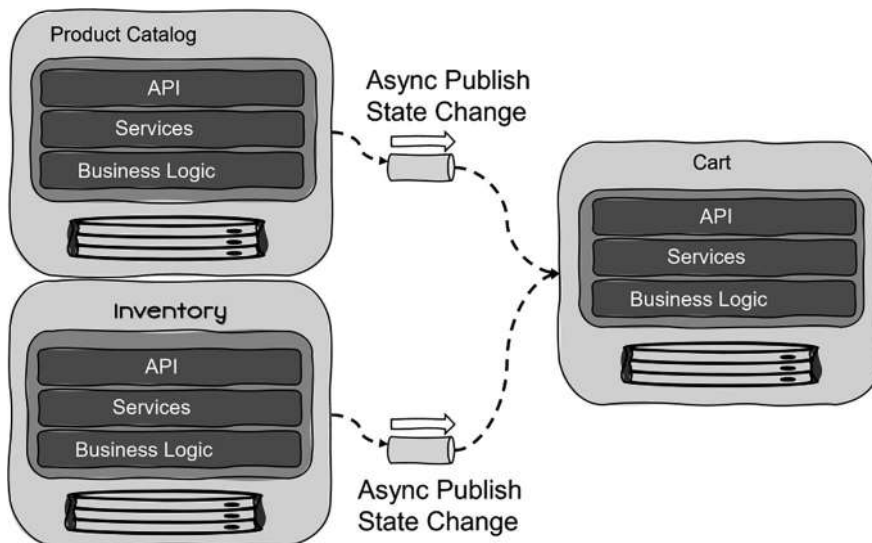 Product Catalog
API
Services
Business Logic
Async Publish
State Change
Cart
API
Services
Business Logic
Inventory
API
Services
Business Logic
Async Publish
State Change